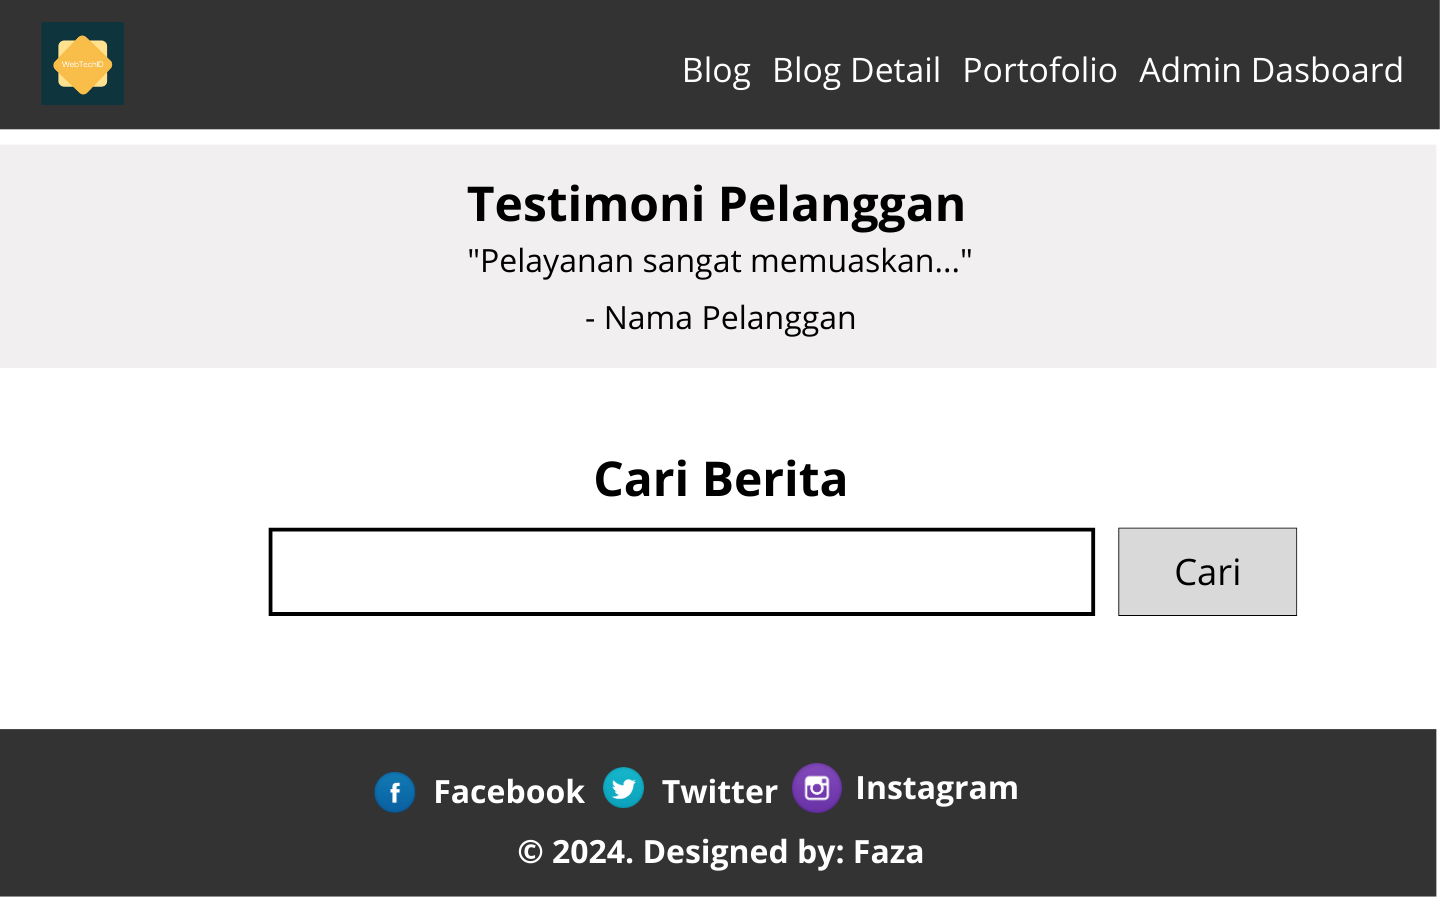 WebTechID
Blog Blog Detail Portofolio Admin Dasboard
Testimoni Pelanggan
"Pelayanan sangat memuaskan..."
- Nama Pelanggan
Cari Berita
Cari
Facebook Twitter Instagram
© 2024. Designed by: Faza